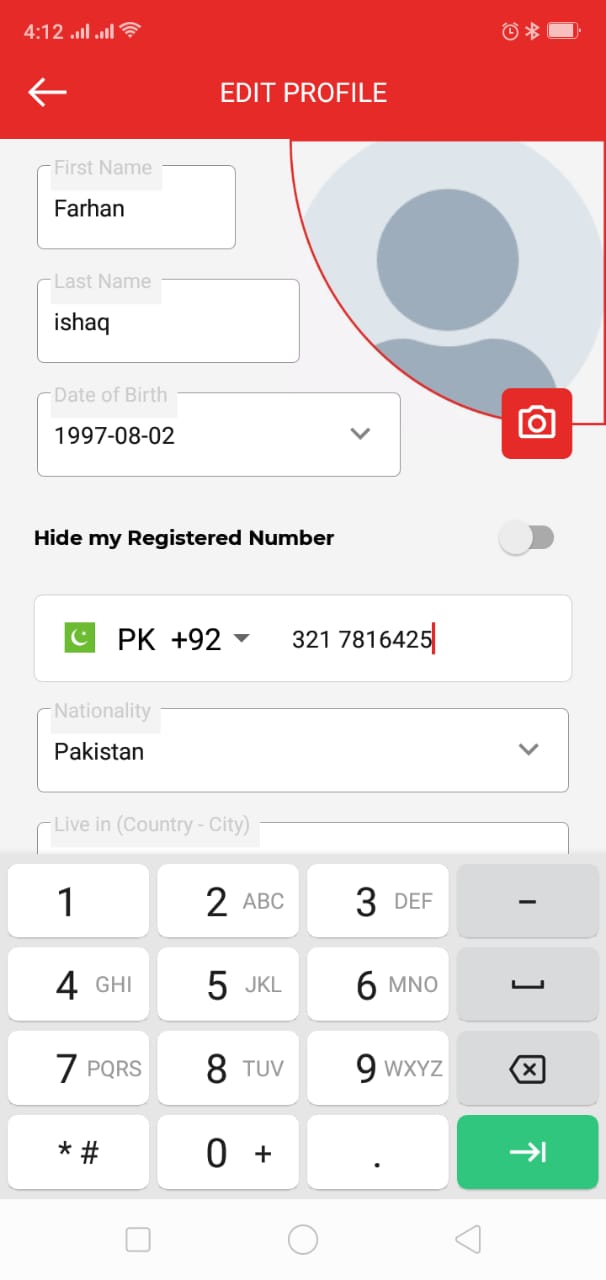 4:12
EDIT PROFILE
First Name
Farhan
Last Name
ishaq
Date of Birth
1997-08-02
Hide my Registered Number
PK +92 321 7816425
Nationality
Pakistan
Live in (Country - City)
1 2 ABC 3 DEF -
4 GHI 5 JKL 6 MNO
7 PQRS 8 TUV 9 WXYZ
* # 0 + .